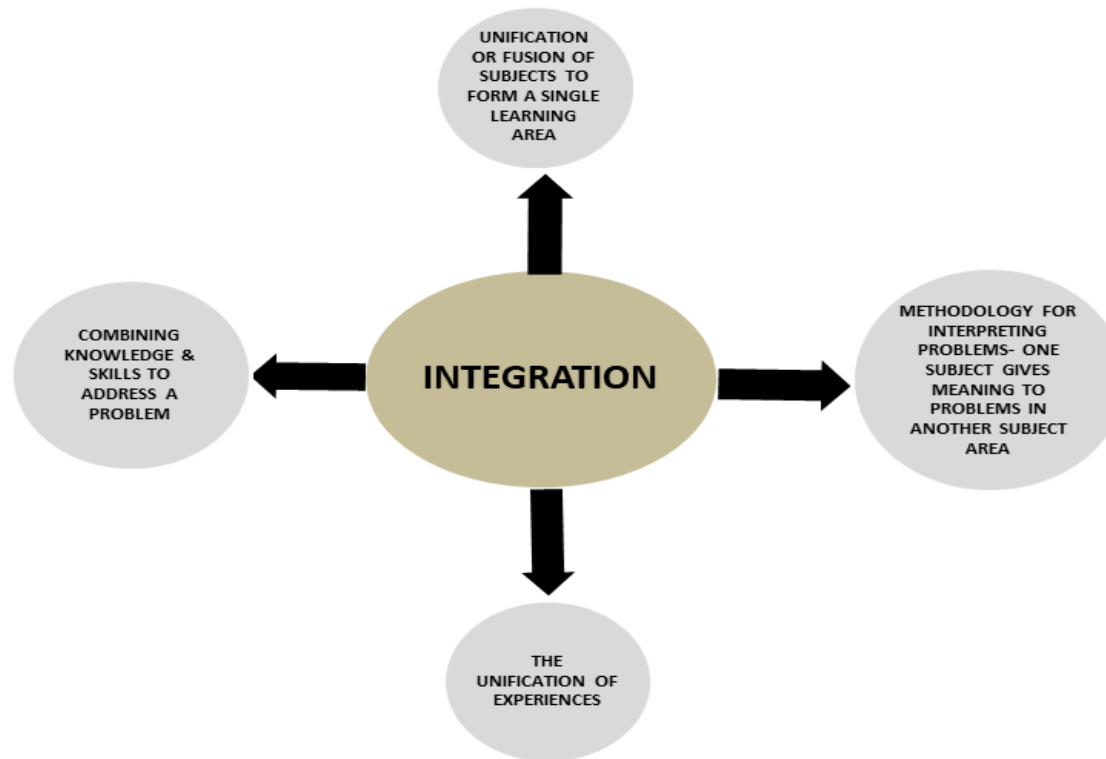 UNIFICATION
OR FUSION OF
SUBJECTS TO
FORM A SINGLE
LEARNING
AREA
COMBINING
KNOWLEDGE &
SKILLS TO
ADDRESS A
PROBLEM
INTEGRATION
METHODOLOGY FOR
INTERPRETING
PROBLEMS- ONE
SUBJECT GIVES
MEANING TO
PROBLEMS IN
ANOTHER SUBJECT
AREA
THE
UNIFICATION OF
EXPERIENCES